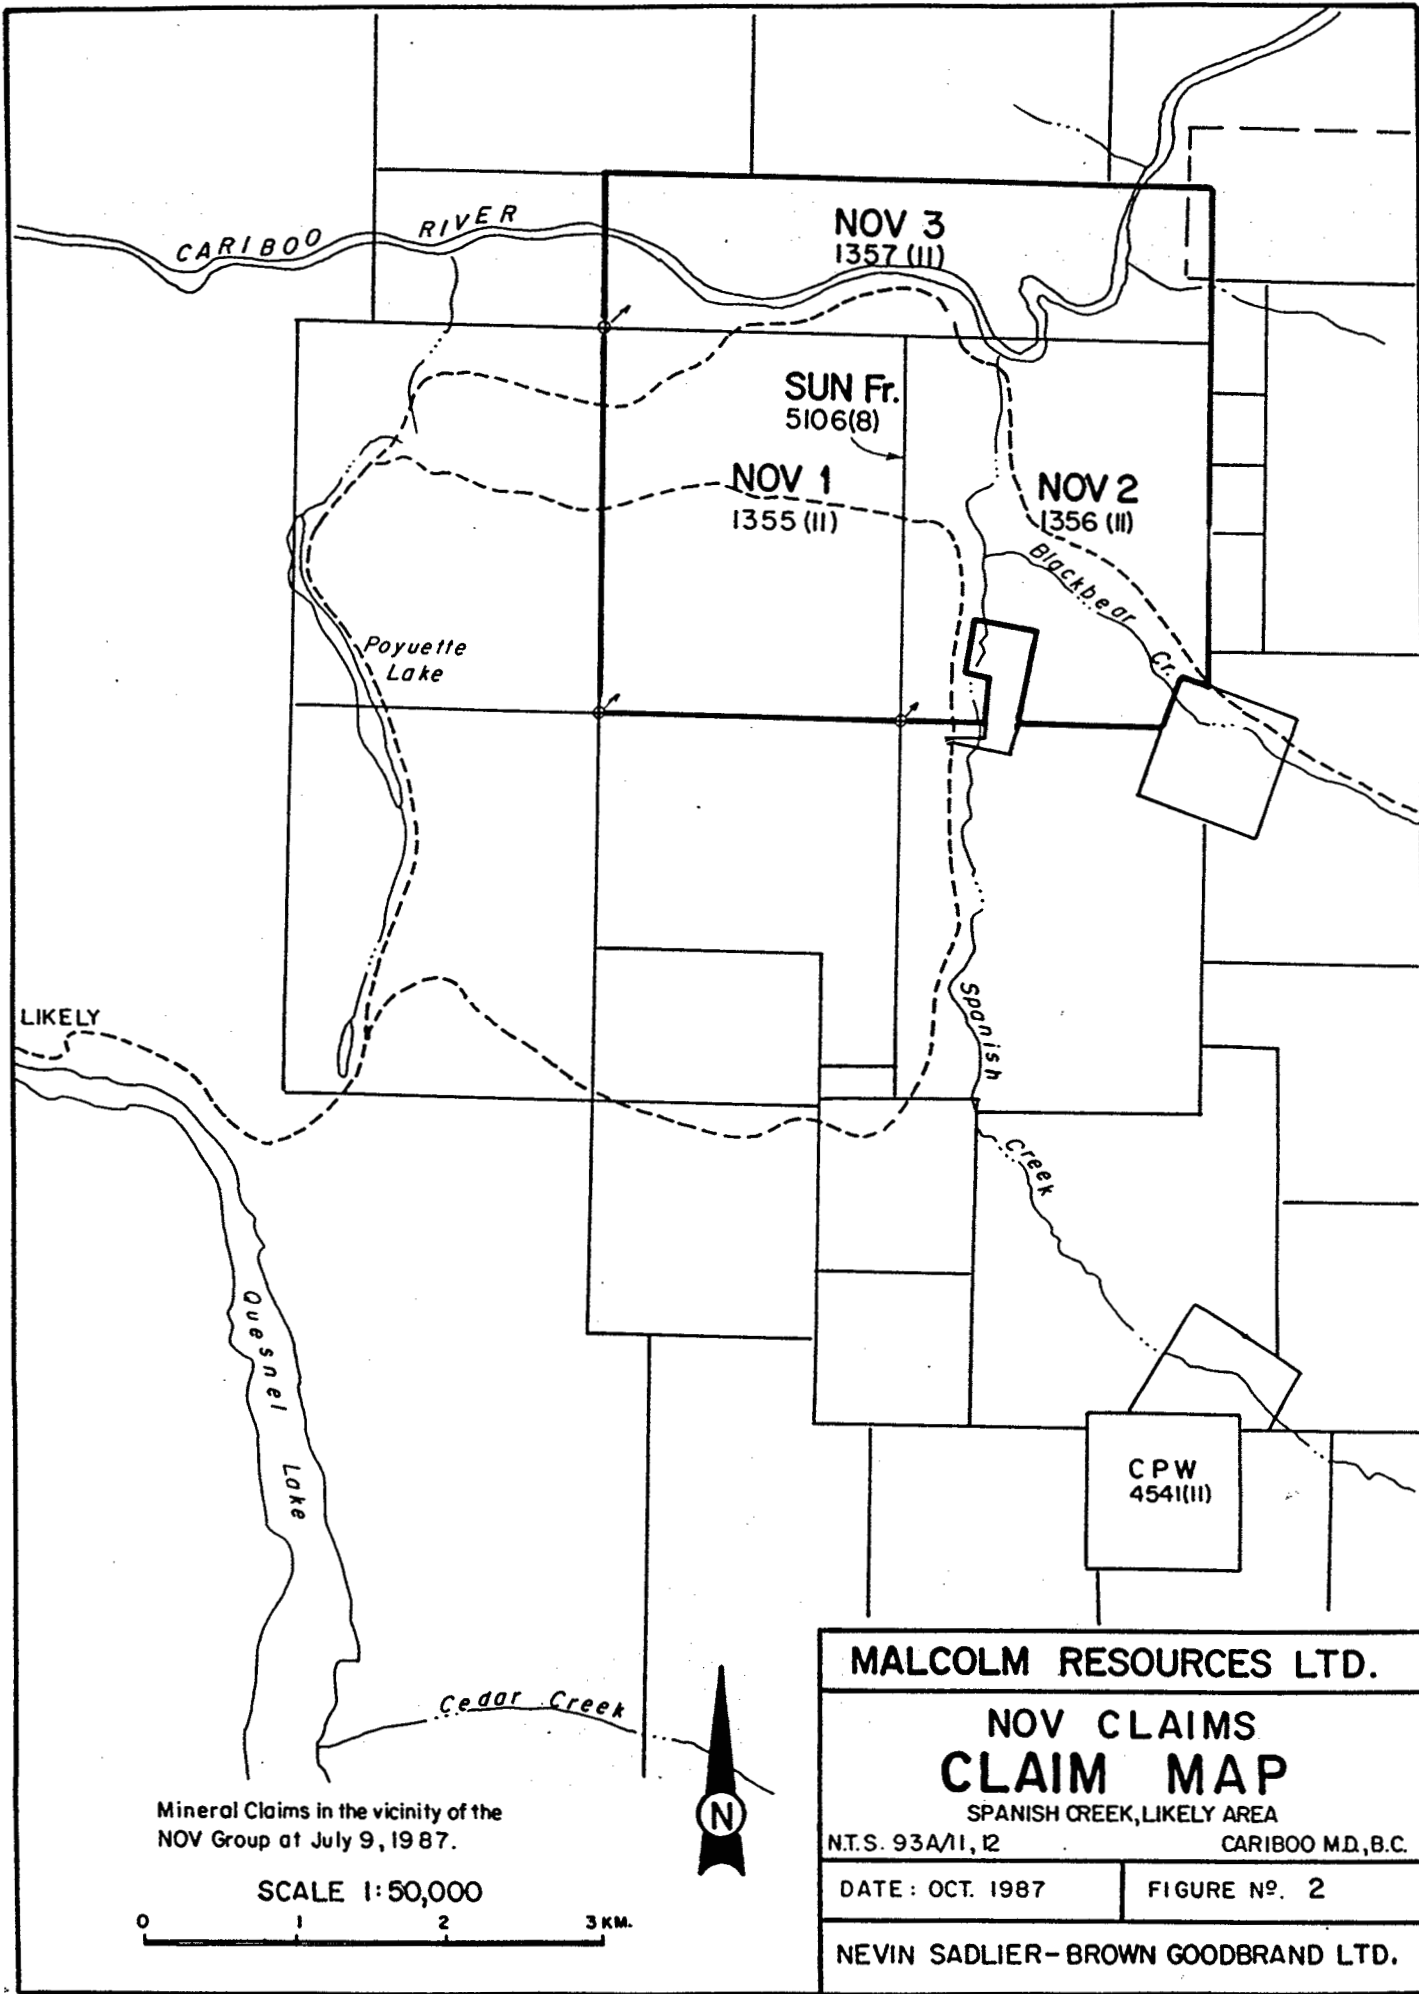 CARIBOO RIVER
NOV 3
1357 (11)
SUN Fr.
5106(8)
NOV 1
1355 (11)
NOV 2
1356 (11)
Blackbear Cr.
Poyuette
Lake
LIKELY
Spanish Creek
Quesnel Lake
CPW
4541(11)
Cedar Creek
N
Mineral Claims in the vicinity of the
NOV Group at July 9, 1987.
SCALE 1:50,000
0 1 2 3 KM.
MALCOLM RESOURCES LTD.
NOV CLAIMS
CLAIM MAP
SPANISH CREEK, LIKELY AREA
N.T.S. 93A/11, 12 CARIBOO M.D., B.C.
DATE: OCT. 1987 FIGURE Nº. 2
NEVIN SADLIER-BROWN GOODBRAND LTD.